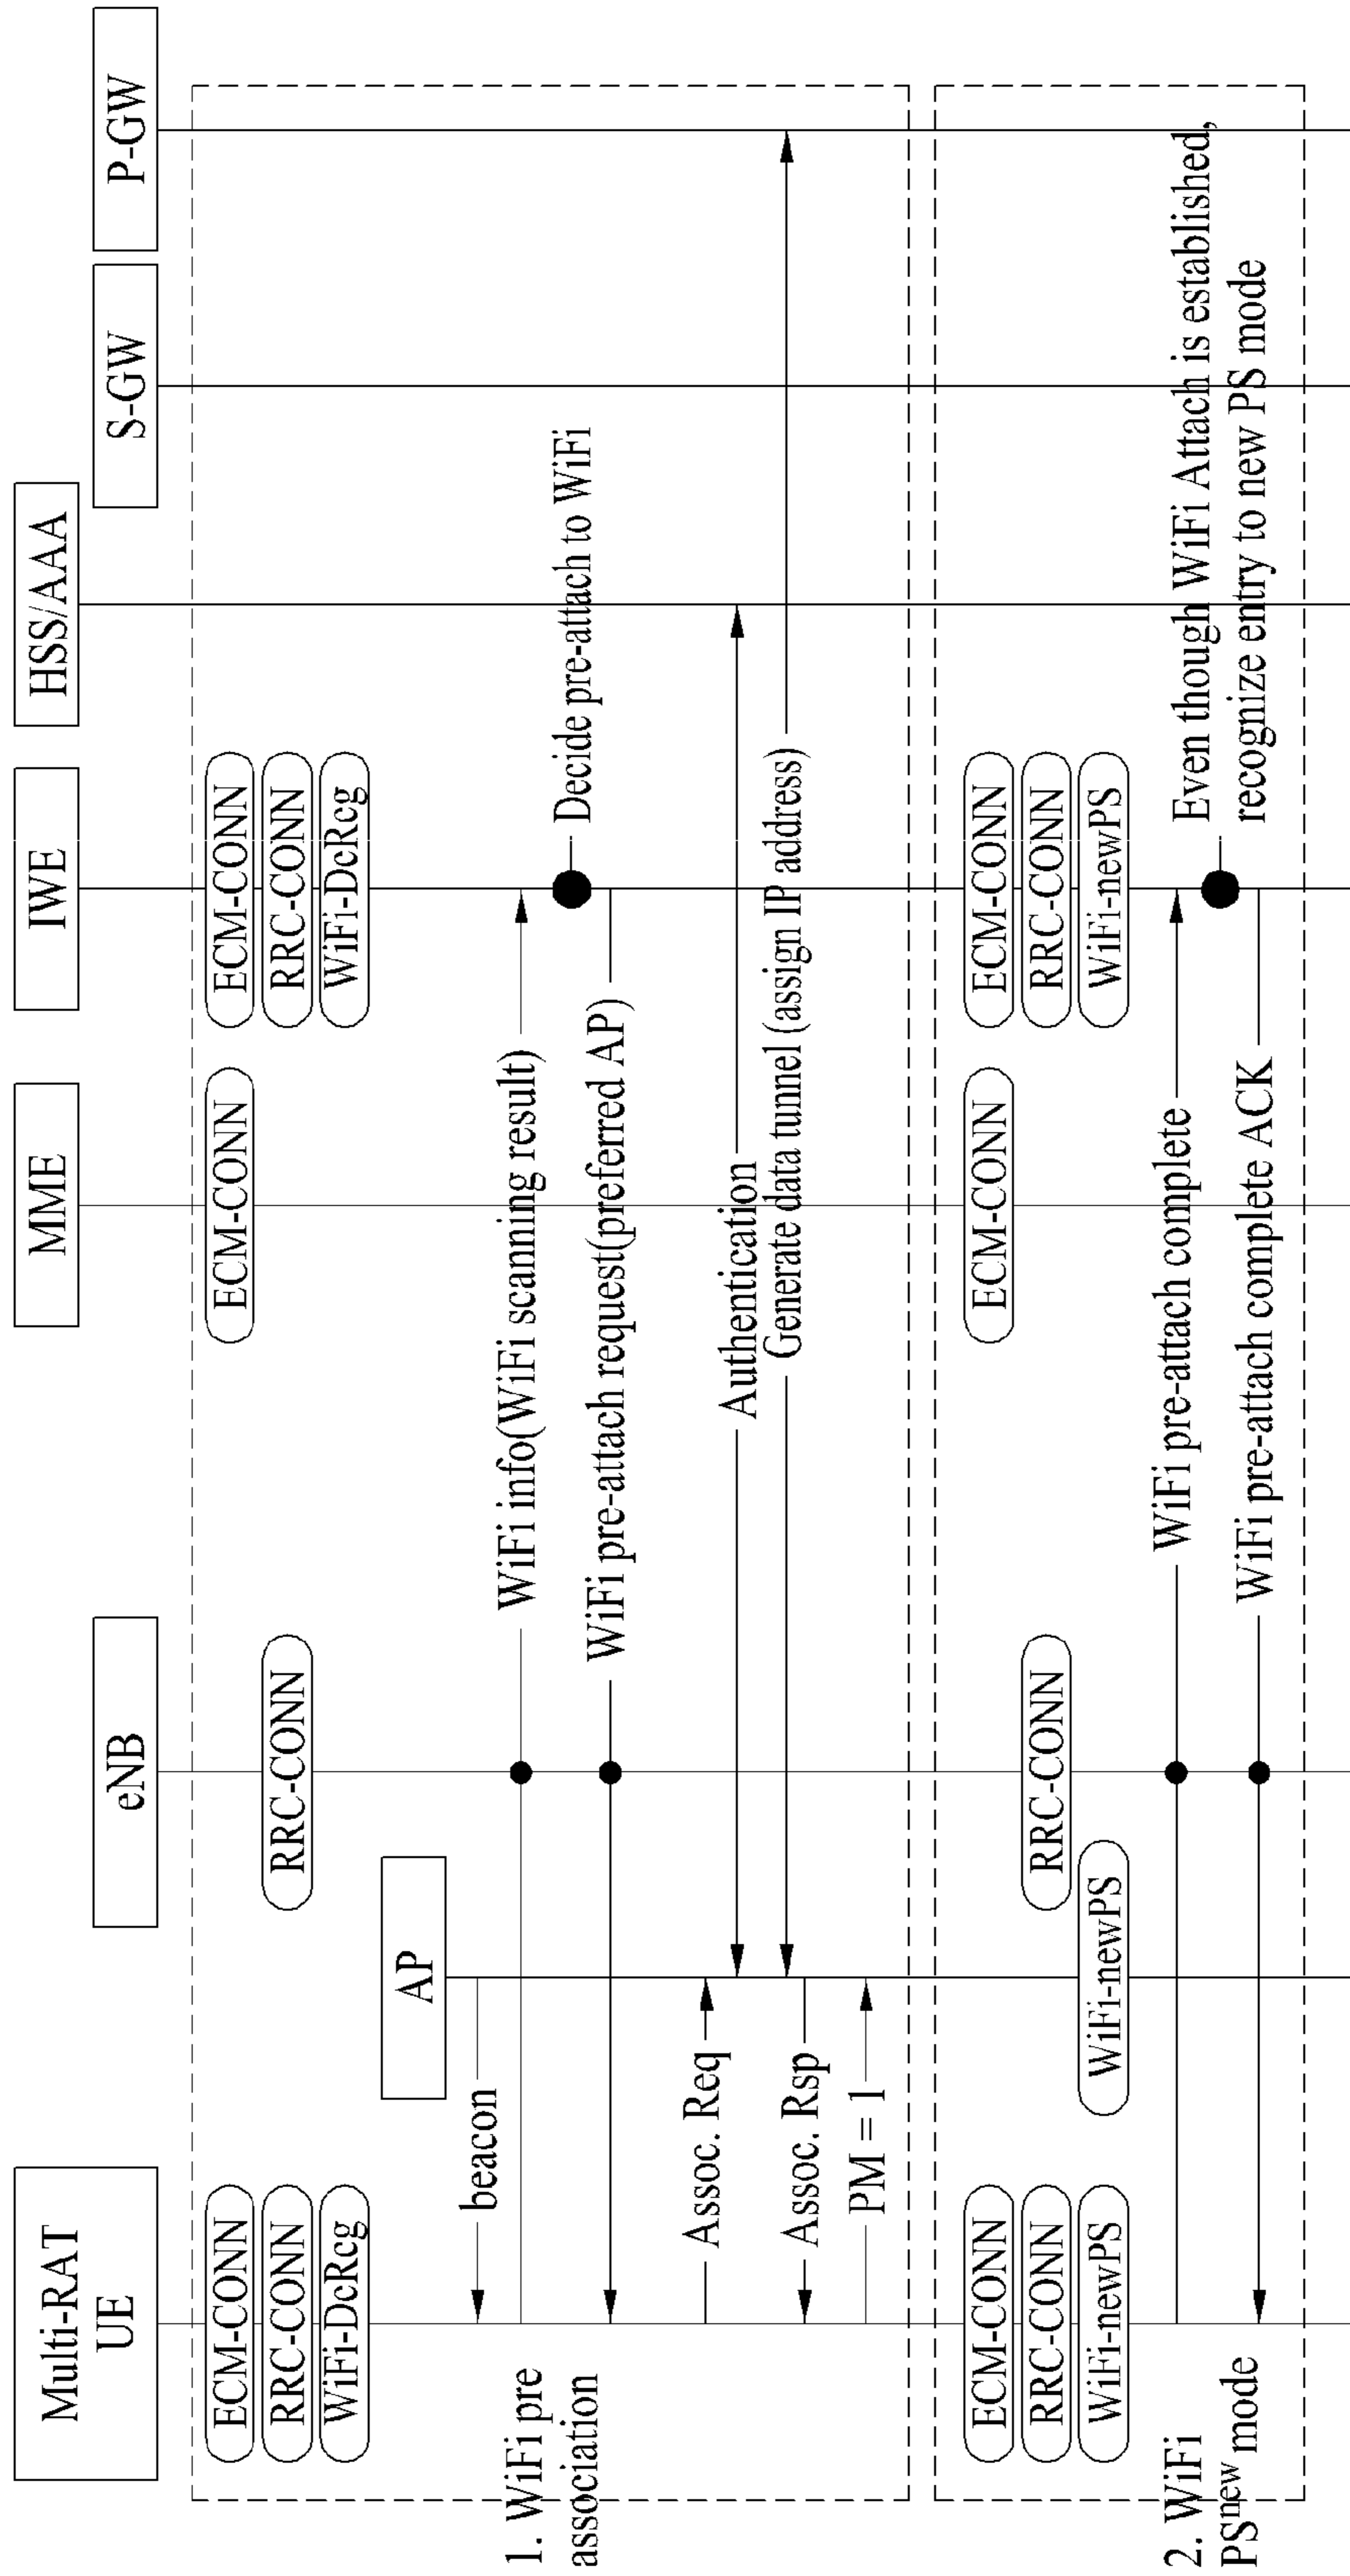 Multi-RAT
UE
eNB
MME
IWE
HSS/AAA
S-GW
P-GW
AP
1. WiFi pre
association
ECM-CONN
RRC-CONN
WiFi-DcRcg
RRC-CONN
ECM-CONN
ECM-CONN
RRC-CONN
WiFi-DcRcg
beacon
WiFi info(WiFi scanning result)
Decide pre-attach to WiFi
WiFi pre-attach request(preferred AP)
Assoc. Req
Authentication
Generate data tunnel (assign IP address)
Assoc. Rsp
PM = 1
2. WiFi
PSnew mode
ECM-CONN
RRC-CONN
WiFi-newPS
WiFi-newPS
RRC-CONN
ECM-CONN
ECM-CONN
RRC-CONN
WiFi-newPS
WiFi pre-attach complete
Even though WiFi Attach is established,
recognize entry to new PS mode
WiFi pre-attach complete ACK